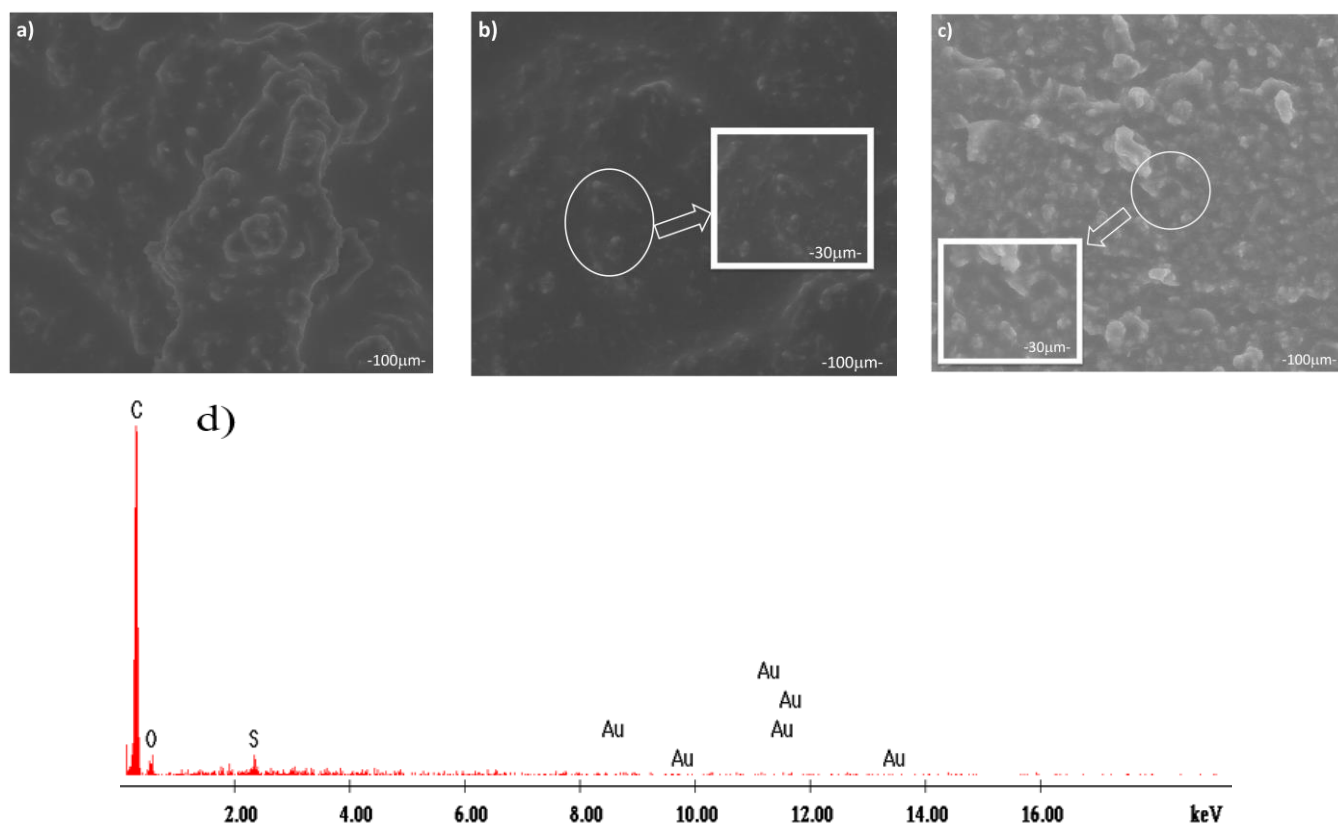 a)
-100μm-
b)
-30μm-
-100μm-
c)
-30μm-
-100μm-
d)
C
O
S
Au
Au
Au
Au
Au
Au
2.00 4.00 6.00 8.00 10.00 12.00 14.00 16.00 keV